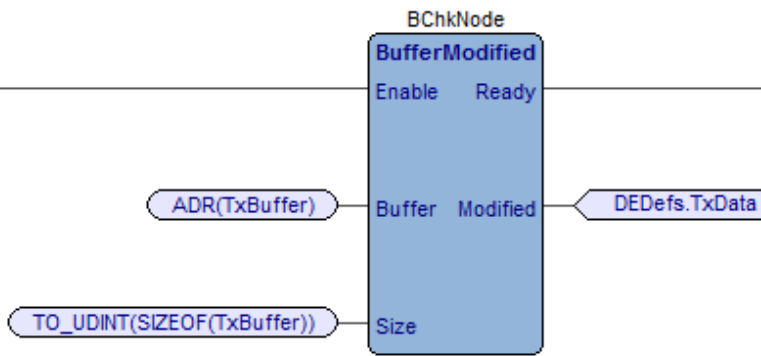 BChkNode
BufferModified
Enable Ready
ADR(TxBuffer) Buffer Modified DEDefs.TxData
TO_UDINT(SIZEOF(TxBuffer)) Size